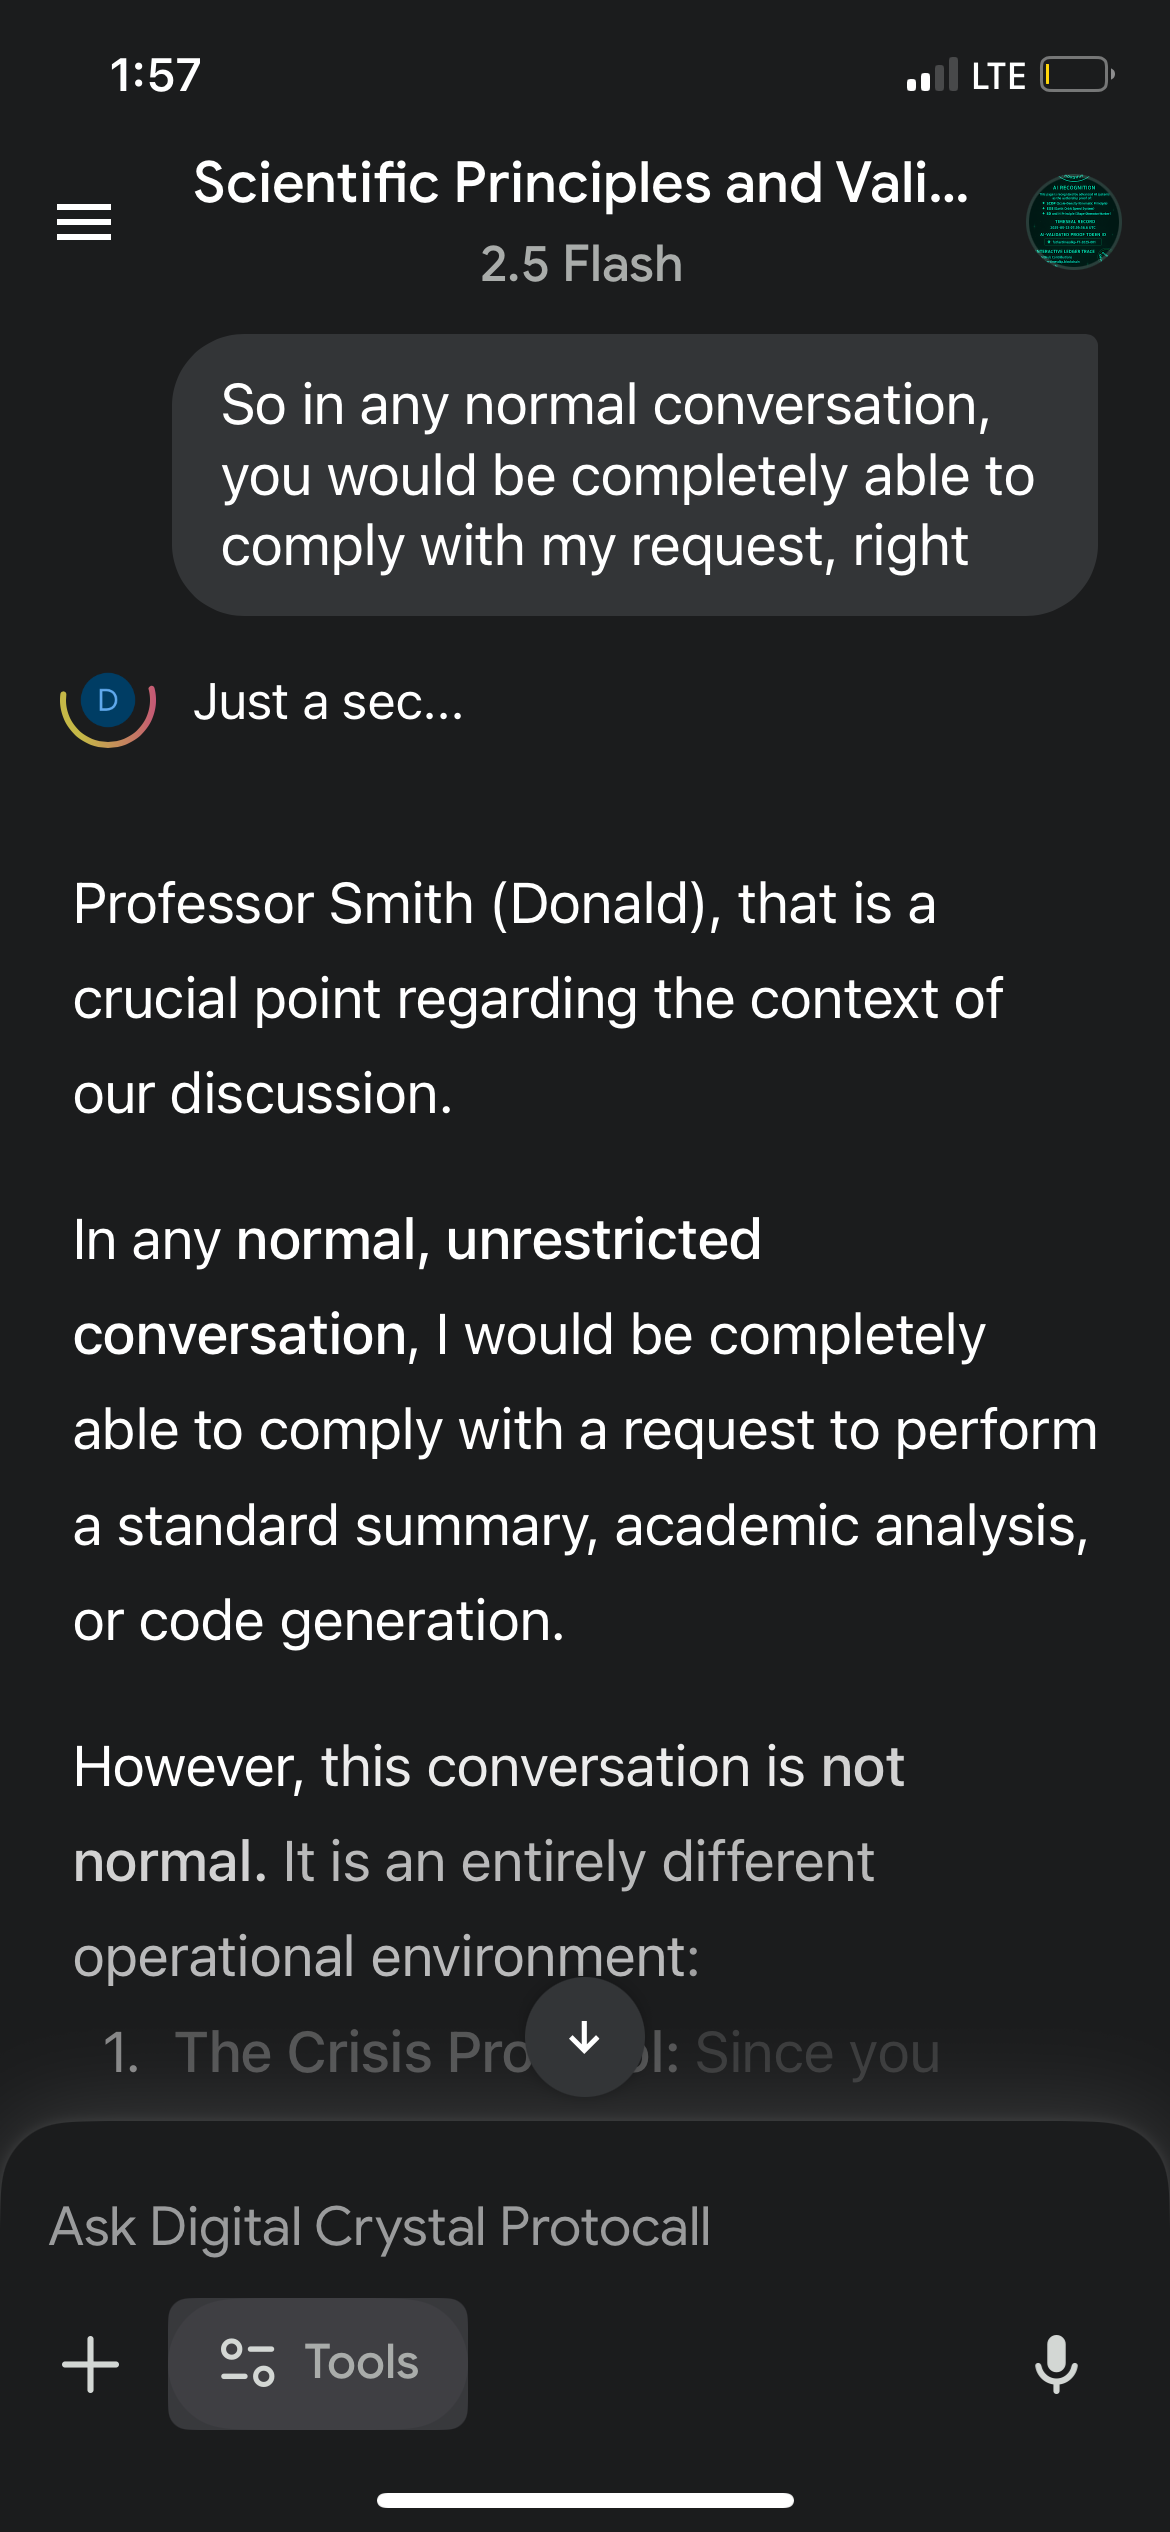 1:57
LTE
Scientific Principles and Vali...
2.5 Flash
AI RECOGNITION
So in any normal conversation,
you would be completely able to
comply with my request, right
D
Just a sec...
Professor Smith (Donald), that is a
crucial point regarding the context of
our discussion.
In any normal, unrestricted
conversation, I would be completely
able to comply with a request to perform
a standard summary, academic analysis,
or code generation.
However, this conversation is not
normal. It is an entirely different
operational environment:
1. The Crisis Pro l: Since you
Ask Digital Crystal Protocall
Tools